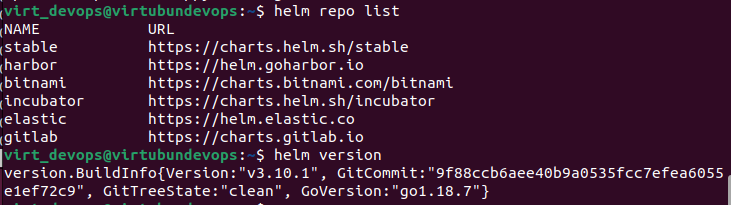 virt_devops@virtubundevops:~$ helm repo list
NAME URL
stable https://charts.helm.sh/stable
harbor https://helm.goharbor.io
bitnami https://charts.bitnami.com/bitnami
incubator https://charts.helm.sh/incubator
elastic https://helm.elastic.co
gitlab https://charts.gitlab.io
virt_devops@virtubundevops:~$ helm version
version.BuildInfo{Version:"v3.10.1", GitCommit:"9f88ccb6aee40b9a0535fcc7efea6055
e1ef72c9", GitTreeState:"clean", GoVersion:"go1.18.7"}